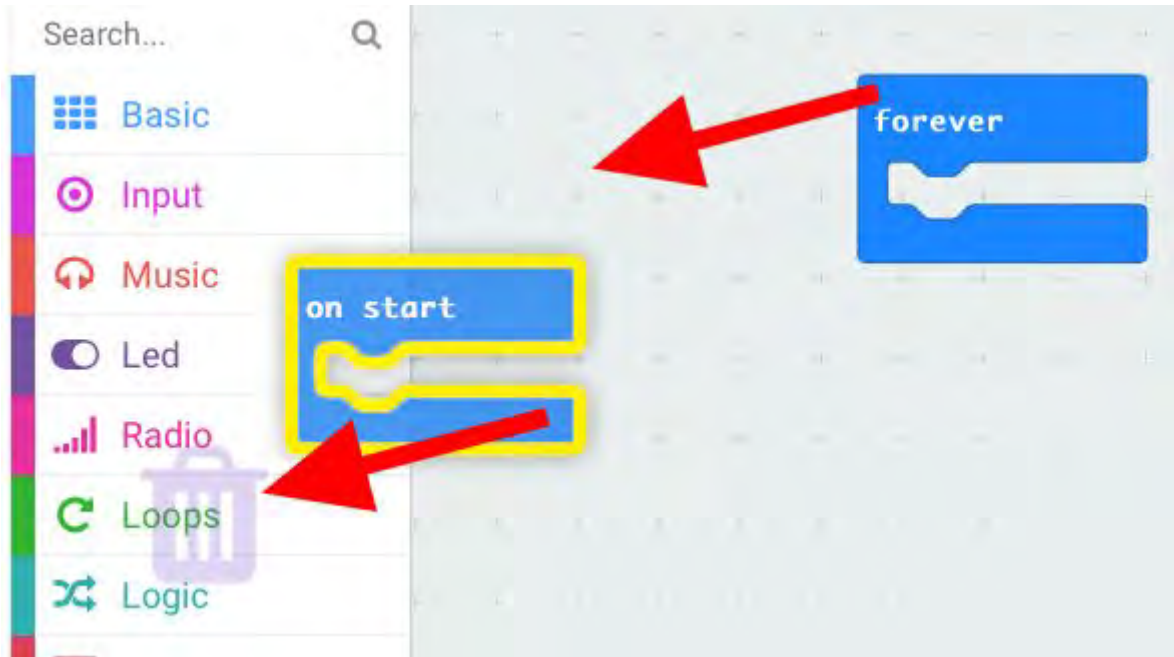 Search...
Basic
Input
Music
Led
Radio
Loops
Logic
forever
on start